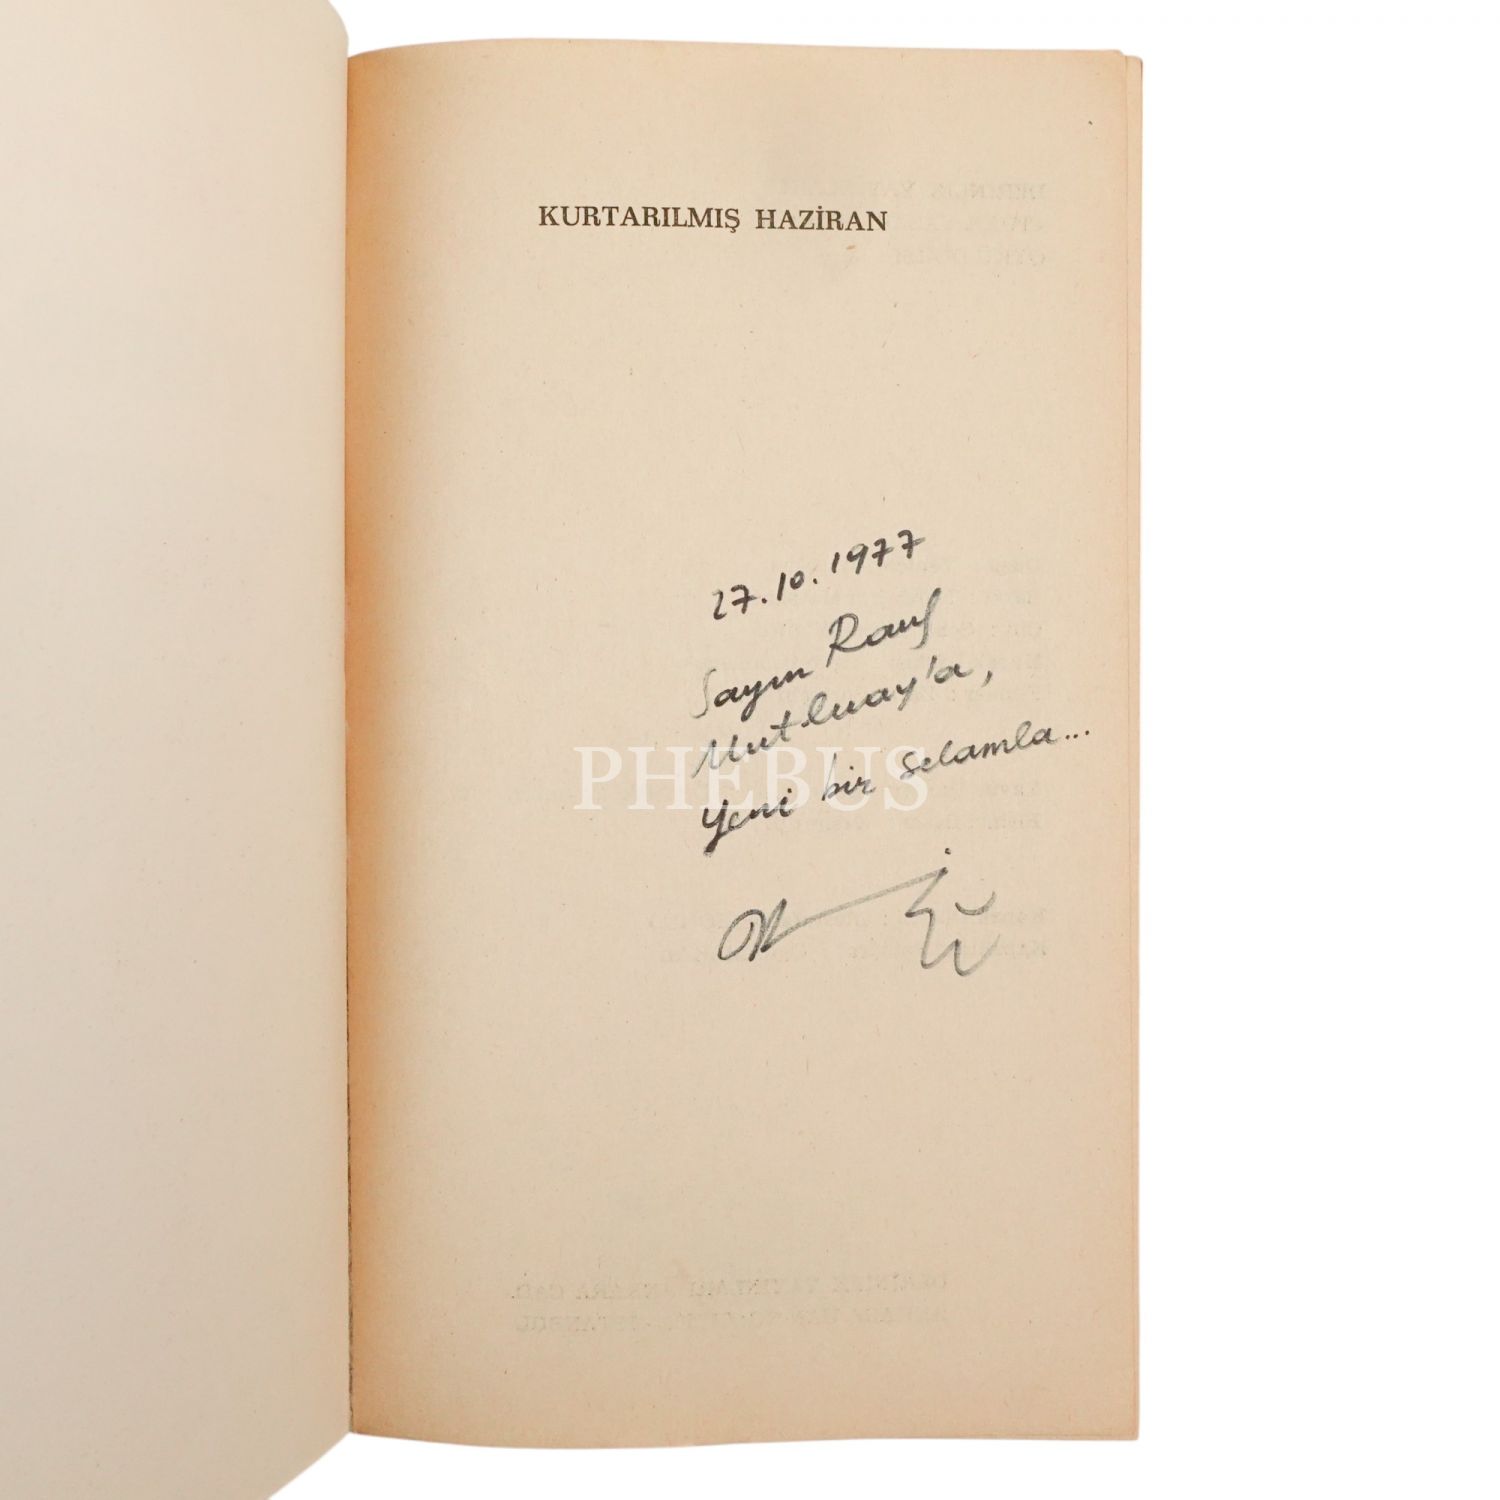 KURTARILMIŞ HAZİRAN
27.10.1977
Sayın Rauf
Mutluay'a,
Yeni bir selamla...
PHEBUS